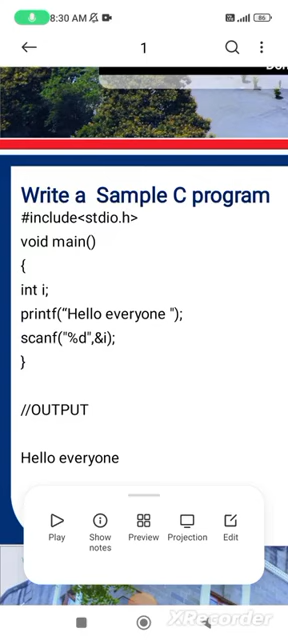 8:30 AM
85
1
Write a Sample C program
#include<stdio.h>
void main()
{
int i;
printf(“Hello everyone ");
scanf("%d",&i);
}
//OUTPUT
Hello everyone
Play
Show notes
Preview
Projection
Edit
XRecorder